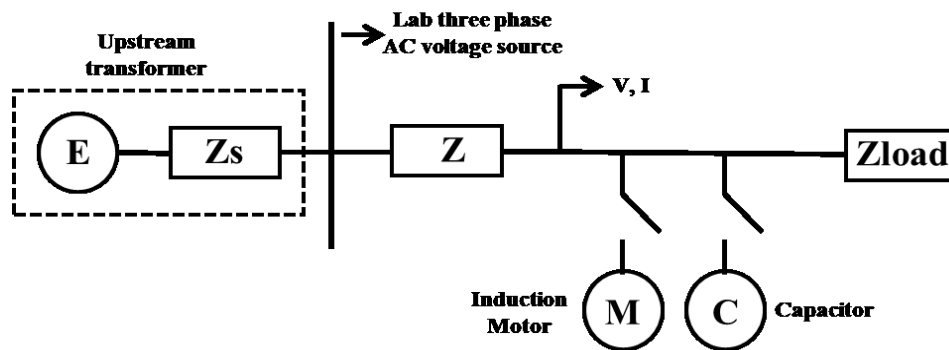 Upstream
transformer
Lab three phase
AC voltage source
V, I
E
Zs
Z
Zload
Induction
Motor
M
C
Capacitor